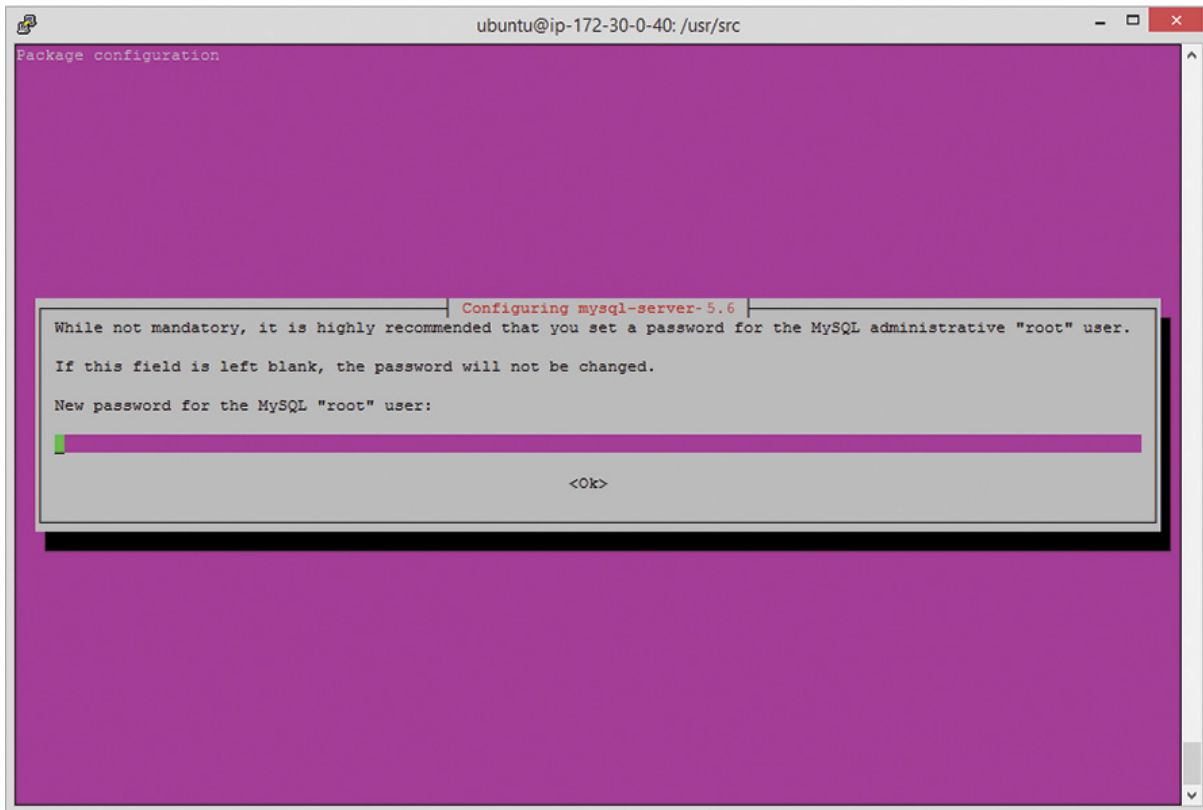 ubuntu@ip-172-30-0-40: /usr/src
Package configuration
Configuring mysql-server-5.6
While not mandatory, it is highly recommended that you set a password for the MySQL administrative "root" user.
If this field is left blank, the password will not be changed.
New password for the MySQL "root" user:
<Ok>